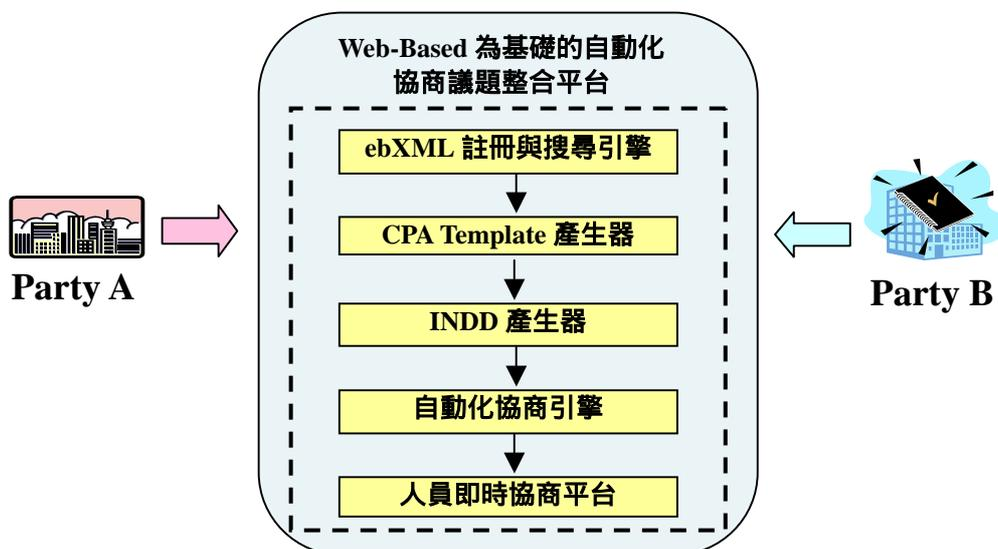 Web-Based 為基礎的自動化
協商議題整合平台
ebXML 註冊與搜尋引擎
CPA Template 產生器
INDD 產生器
自動化協商引擎
人員即時協商平台
Party A
Party B